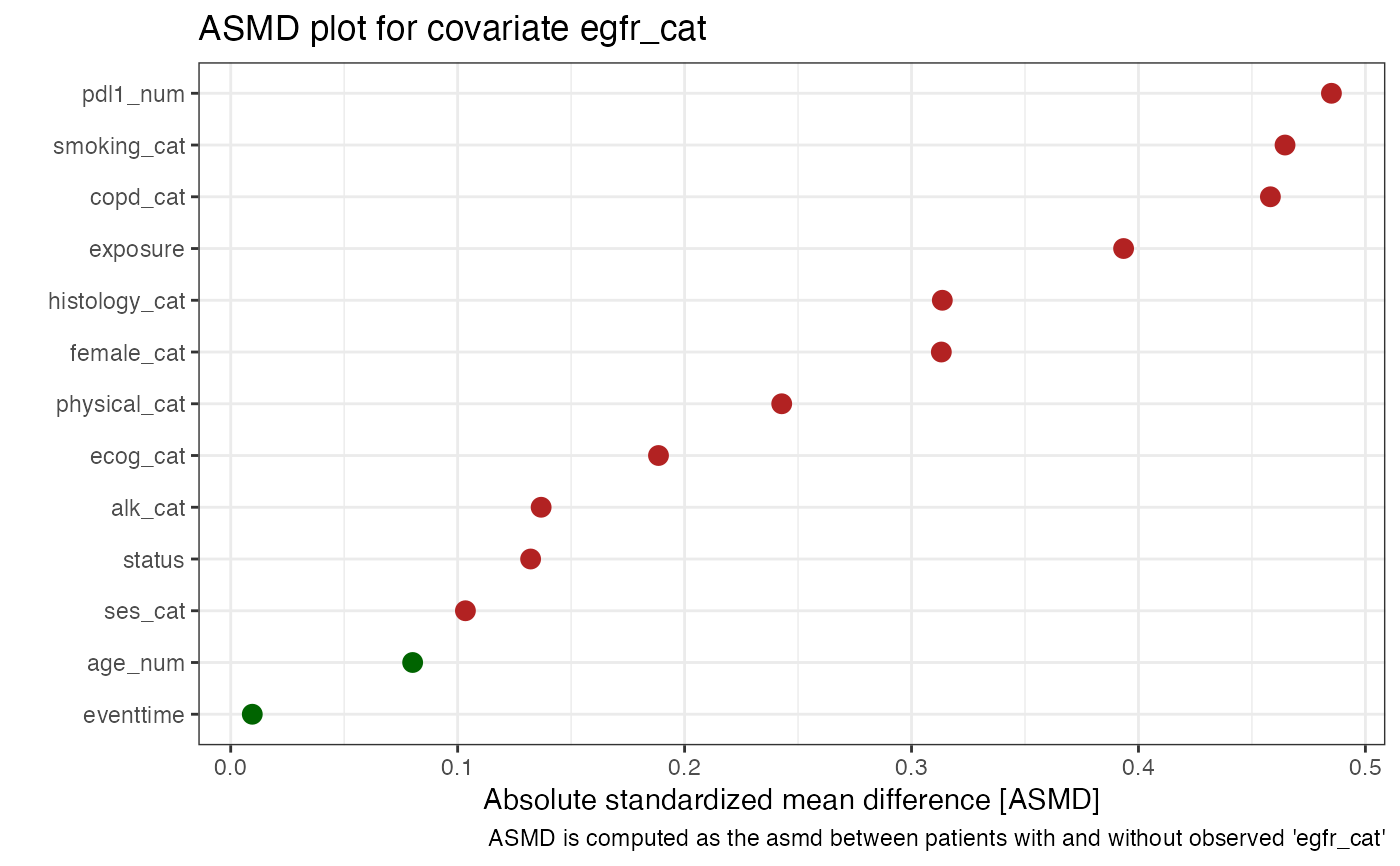 ASMD plot for covariate egfr_cat
pdl1_num
smoking_cat
copd_cat
exposure
histology_cat
female_cat
physical_cat
ecog_cat
alk_cat
status
ses_cat
age_num
eventtime
0.0 0.1 0.2 0.3 0.4 0.5
Absolute standardized mean difference [ASMD]
ASMD is computed as the asmd between patients with and without observed 'egfr_cat'